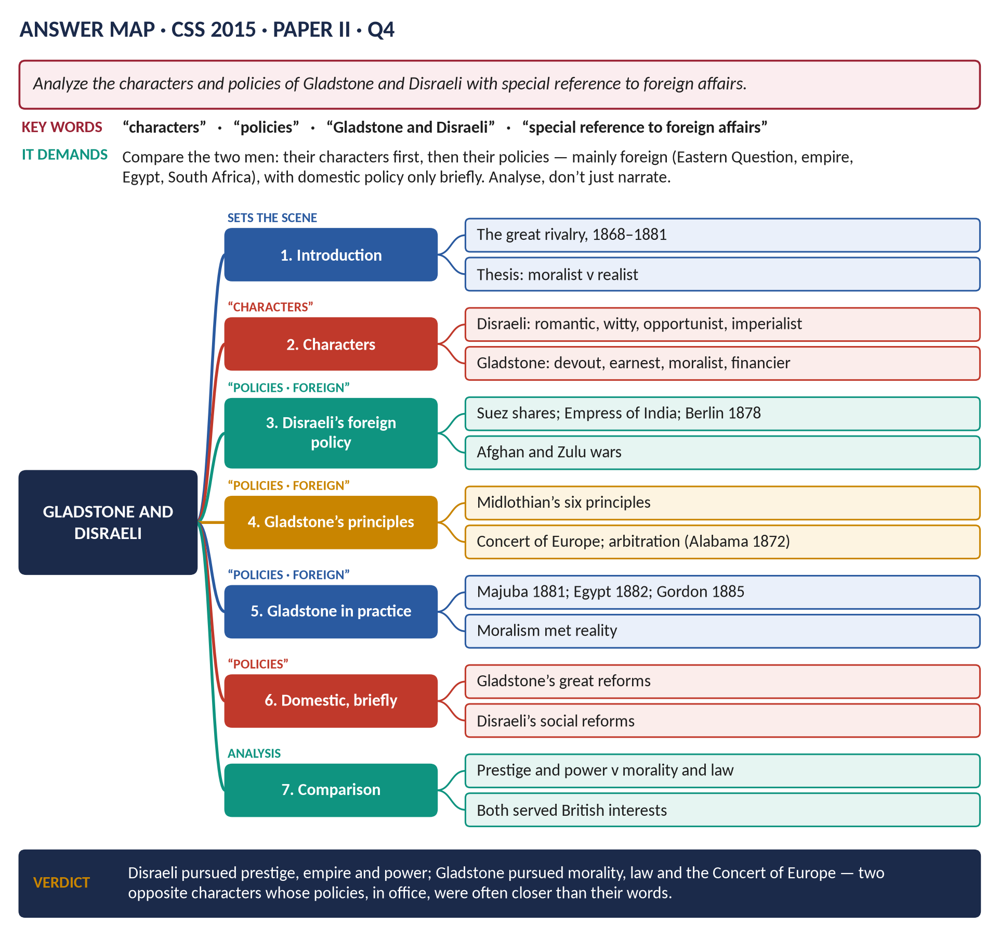 ANSWER MAP · CSS 2015 · PAPER II · Q4
Analyze the characters and policies of Gladstone and Disraeli with special reference to foreign affairs.
KEY WORDS “characters” · “policies” · “Gladstone and Disraeli” · “special reference to foreign affairs”
IT DEMANDS Compare the two men: their characters first, then their policies — mainly foreign (Eastern Question, empire,
Egypt, South Africa), with domestic policy only briefly. Analyse, don’t just narrate.
GLADSTONE AND
DISRAELI
SETS THE SCENE
1. Introduction
The great rivalry, 1868–1881
Thesis: moralist v realist
“CHARACTERS”
2. Characters
Disraeli: romantic, witty, opportunist, imperialist
Gladstone: devout, earnest, moralist, financier
“POLICIES · FOREIGN”
3. Disraeli’s foreign
policy
Suez shares; Empress of India; Berlin 1878
Afghan and Zulu wars
“POLICIES · FOREIGN”
4. Gladstone’s principles
Midlothian’s six principles
Concert of Europe; arbitration (Alabama 1872)
“POLICIES · FOREIGN”
5. Gladstone in practice
Majuba 1881; Egypt 1882; Gordon 1885
Moralism met reality
“POLICIES”
6. Domestic, briefly
Gladstone’s great reforms
Disraeli’s social reforms
ANALYSIS
7. Comparison
Prestige and power v morality and law
Both served British interests
VERDICT
Disraeli pursued prestige, empire and power; Gladstone pursued morality, law and the Concert of Europe — two
opposite characters whose policies, in office, were often closer than their words.